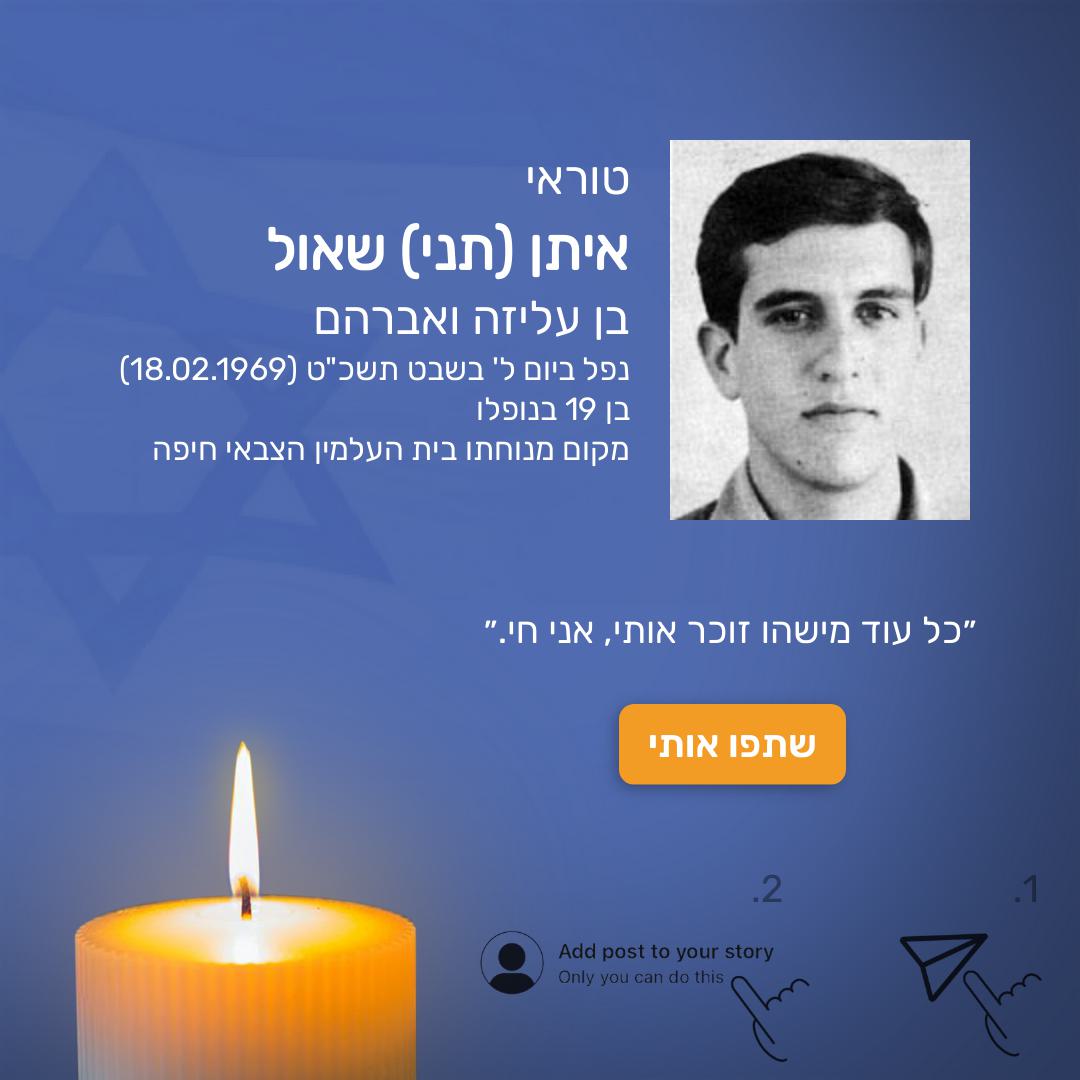 טוראי
איתן (תני) שאול
בן עליזה ואברהם
נפל ביום ל' בשבט תשכ"ט (18.02.1969)
בן 19 בנופלו
מקום מנוחתו בית העלמין הצבאי חיפה
״כל עוד מישהו זוכר אותי, אני חי.״
שתפו אותי
.1
.2
Add post to your story
Only you can do this